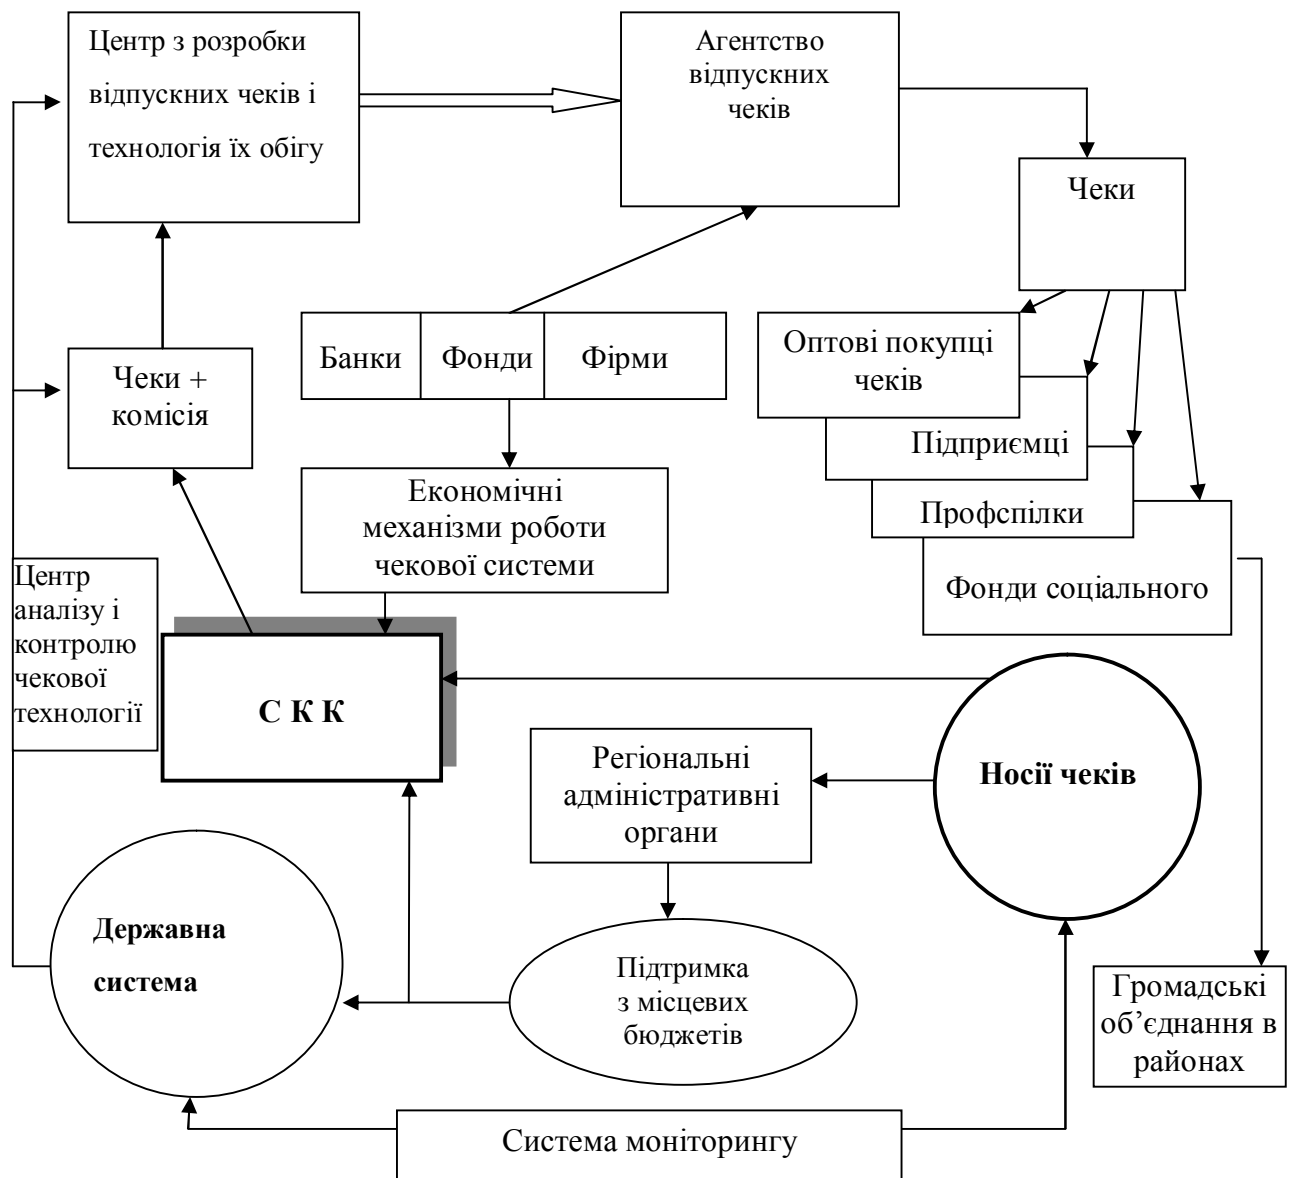 Центр з розробки
відпускних чеків і
технологія їх обігу
Агентство
відпускних
чеків
Чеки
Банки
Фонди
Фірми
Оптові покупці
чеків
Чеки +
комісія
Підприємці
Економічні
механізми роботи
чекової системи
Профспілки
Фонди соціального
Центр
аналізу і
контролю
чекової
технології
С К К
Регіональні
адміністративні
органи
Носії чеків
Державна
система
Підтримка
з місцевих
бюджетів
Громадські
об’єднання в
районах
Система моніторингу